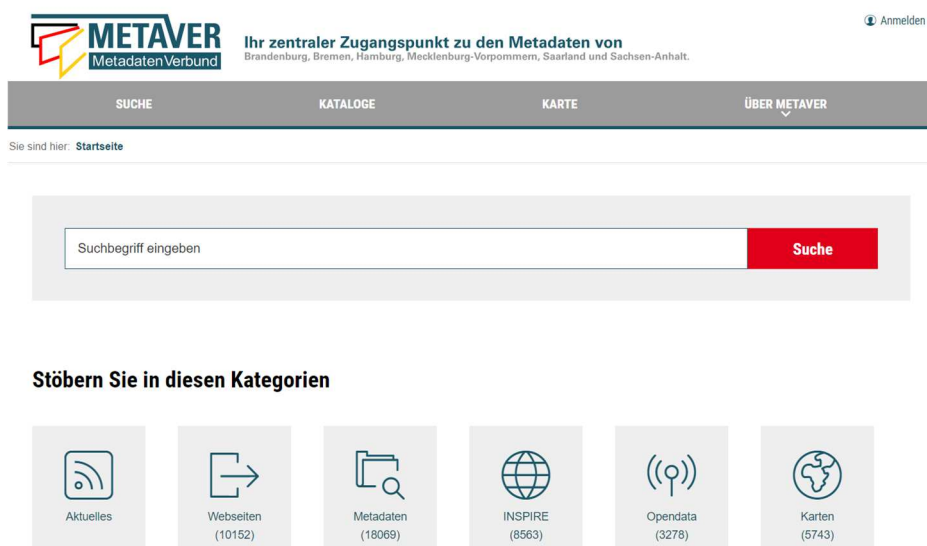 Anmelden
METAVER
MetadatenVerbund
Ihr zentraler Zugangspunkt zu den Metadaten von
Brandenburg, Bremen, Hamburg, Mecklenburg-Vorpommern, Saarland und Sachsen-Anhalt.
SUCHE KATALOGE KARTE ÜBER METAVER
Sie sind hier: Startseite
Suchbegriff eingeben Suche
Stöbern Sie in diesen Kategorien
Aktuelles Webseiten Metadaten INSPIRE Opendata Karten
(10152) (18069) (8563) (3278) (5743)